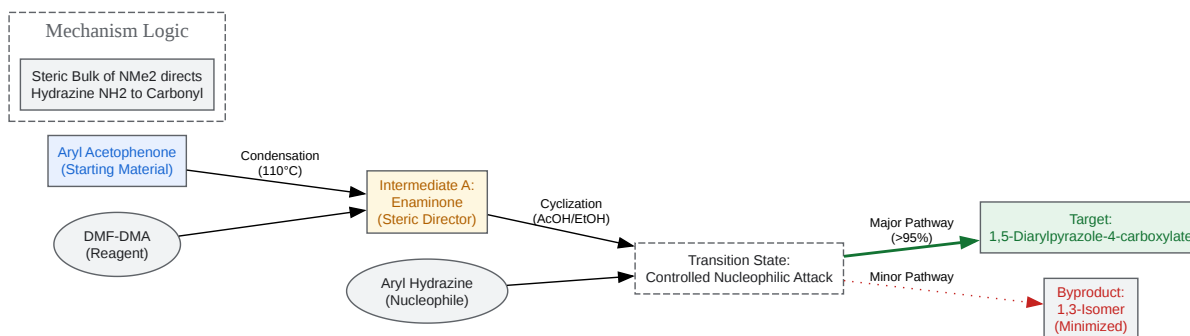 Mechanism Logic
Steric Bulk of NMe2 directs
Hydrazine NH2 to Carbonyl
Aryl Acetophenone
(Starting Material)
Condensation
(110°C)
DMF-DMA
(Reagent)
Intermediate A:
Enaminone
(Steric Director)
Cyclization
(AcOH/EtOH)
Aryl Hydrazine
(Nucleophile)
Transition State:
Controlled Nucleophilic Attack
Major Pathway
(>95%)
Minor Pathway
Target:
1,5-Diarylpyrazole-4-carboxylate
Byproduct:
1,3-Isomer
(Minimized)